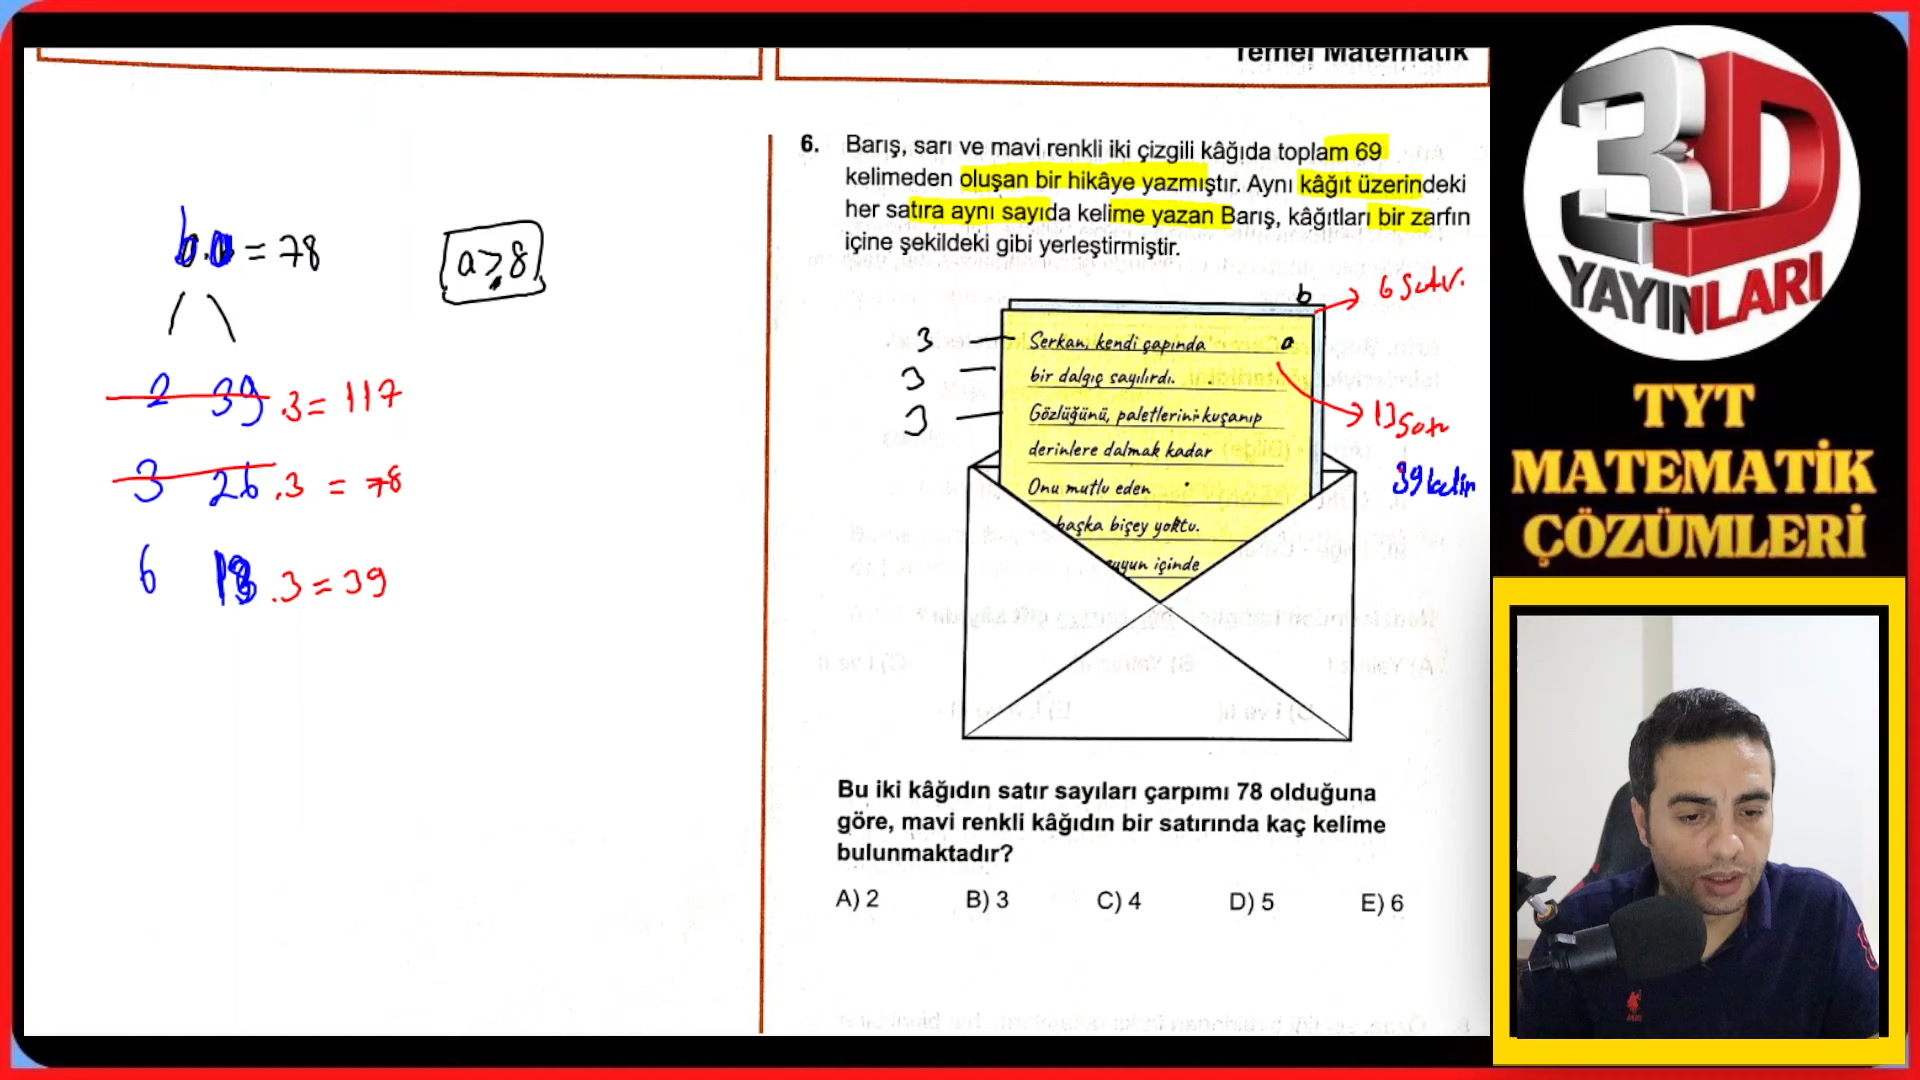 Temel Matematik
6. Barış, sarı ve mavi renkli iki çizgili kâğıda toplam 69
kelimeden oluşan bir hikâye yazmıştır. Aynı kâğıt üzerindeki
her satıra aynı sayıda kelime yazan Barış, kâğıtları bir zarfın
içine şekildeki gibi yerleştirmiştir.
b.a = 78
a≥8
2 39 .3 = 117
3 26 .3 = 78
6 13 .3 = 39
b → 6 satır.
3 Serkan, kendi çapında a
3 bir dalgıç sayılırdı.
3 Gözlüğünü, paletlerini kuşanıp
→ 13 satır
derinlere dalmak kadar
39 kelim
Onu mutlu eden
başka bişey yoktu.
suyun içinde
Bu iki kâğıdın satır sayıları çarpımı 78 olduğuna
göre, mavi renkli kâğıdın bir satırında kaç kelime
bulunmaktadır?
A) 2 B) 3 C) 4 D) 5 E) 6
3D
YAYINLARI
TYT
MATEMATİK
ÇÖZÜMLERİ